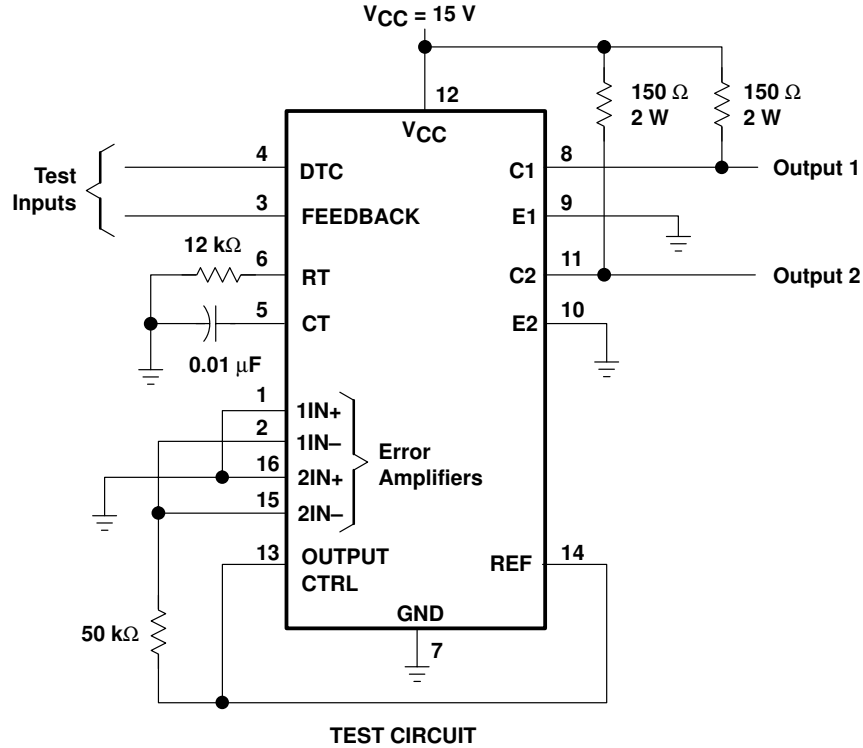 VCC = 15 V
12
VCC
150 Ω
2 W
150 Ω
2 W
Test
Inputs
4
DTC
3
FEEDBACK
12 kΩ
6
RT
5
CT
0.01 μF
1
1IN+
2
1IN–
16
2IN+
15
2IN–
Error
Amplifiers
13
OUTPUT
CTRL
C1
8
Output 1
E1
9
C2
11
Output 2
E2
10
REF
14
GND
7
50 kΩ
TEST CIRCUIT